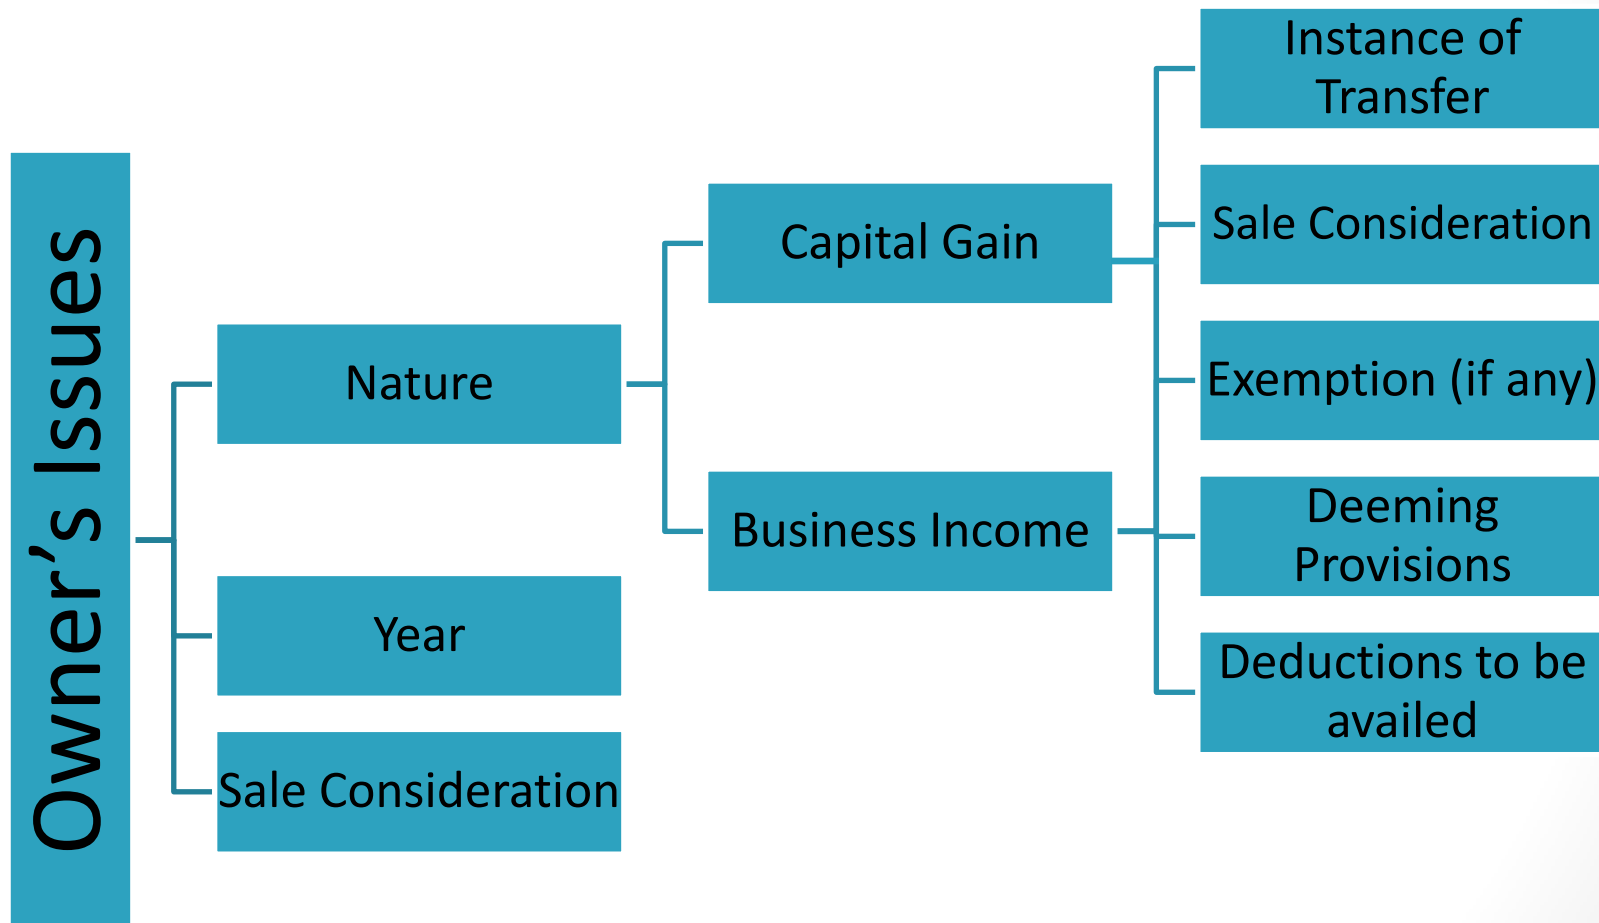 Owner’s Issues
Nature
Year
Sale Consideration
Capital Gain
Business Income
Instance of
Transfer
Sale Consideration
Exemption (if any)
Deeming
Provisions
Deductions to be
availed